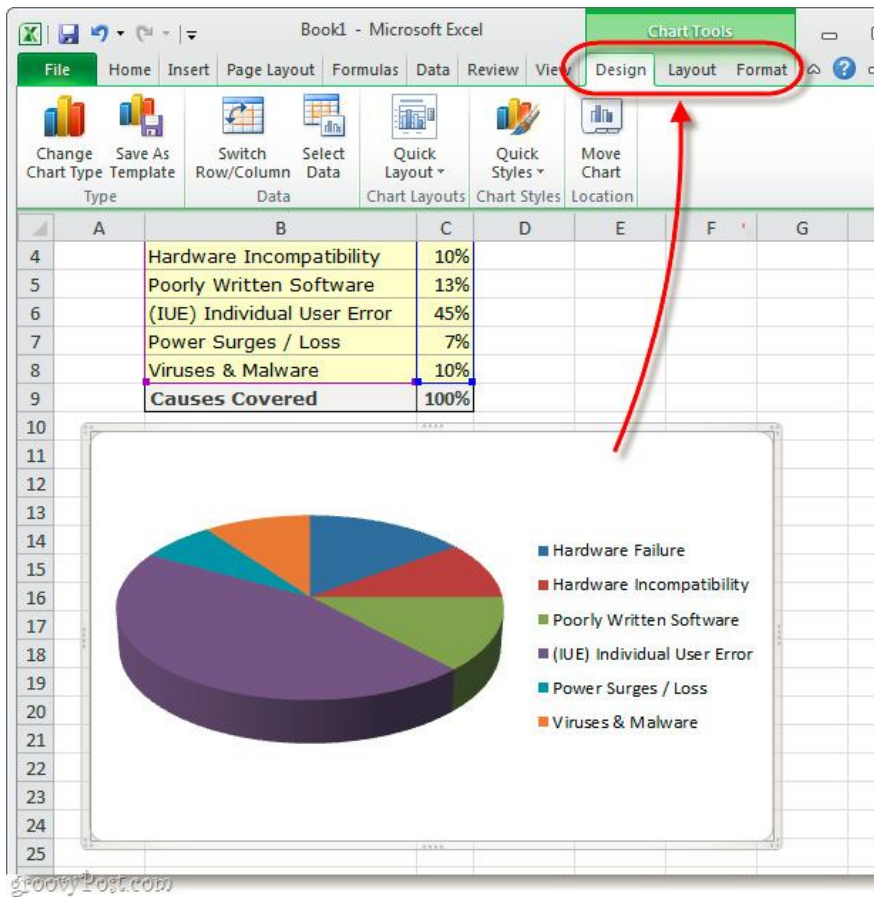 Book1 - Microsoft Excel
Chart Tools
File Home Insert Page Layout Formulas Data Review View Design Layout Format
Change Save As Switch Select Quick Quick Move
Chart Type Template Row/Column Data Layout Styles Chart
Type Data Chart Layouts Chart Styles Location
A B C D E F G
4 Hardware Incompatibility 10%
5 Poorly Written Software 13%
6 (IUE) Individual User Error 45%
7 Power Surges / Loss 7%
8 Viruses & Malware 10%
9 Causes Covered 100%
10
11
12
13
14
15
16
17
18
19
20
21
22
23
24
25
Hardware Failure
Hardware Incompatibility
Poorly Written Software
(IUE) Individual User Error
Power Surges / Loss
Viruses & Malware
groovyPost.com